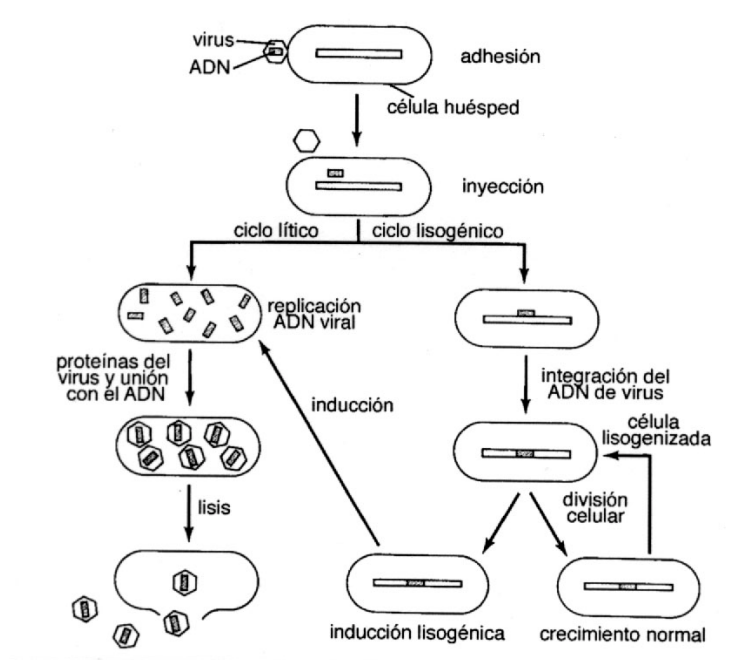 virus
ADN
adhesión
célula huésped
inyección
ciclo lítico
ciclo lisogénico
replicación
ADN viral
proteínas del
virus y unión
con el ADN
integración del
ADN de virus
inducción
célula
lisogenizada
lisis
división
celular
inducción lisogénica
crecimiento normal